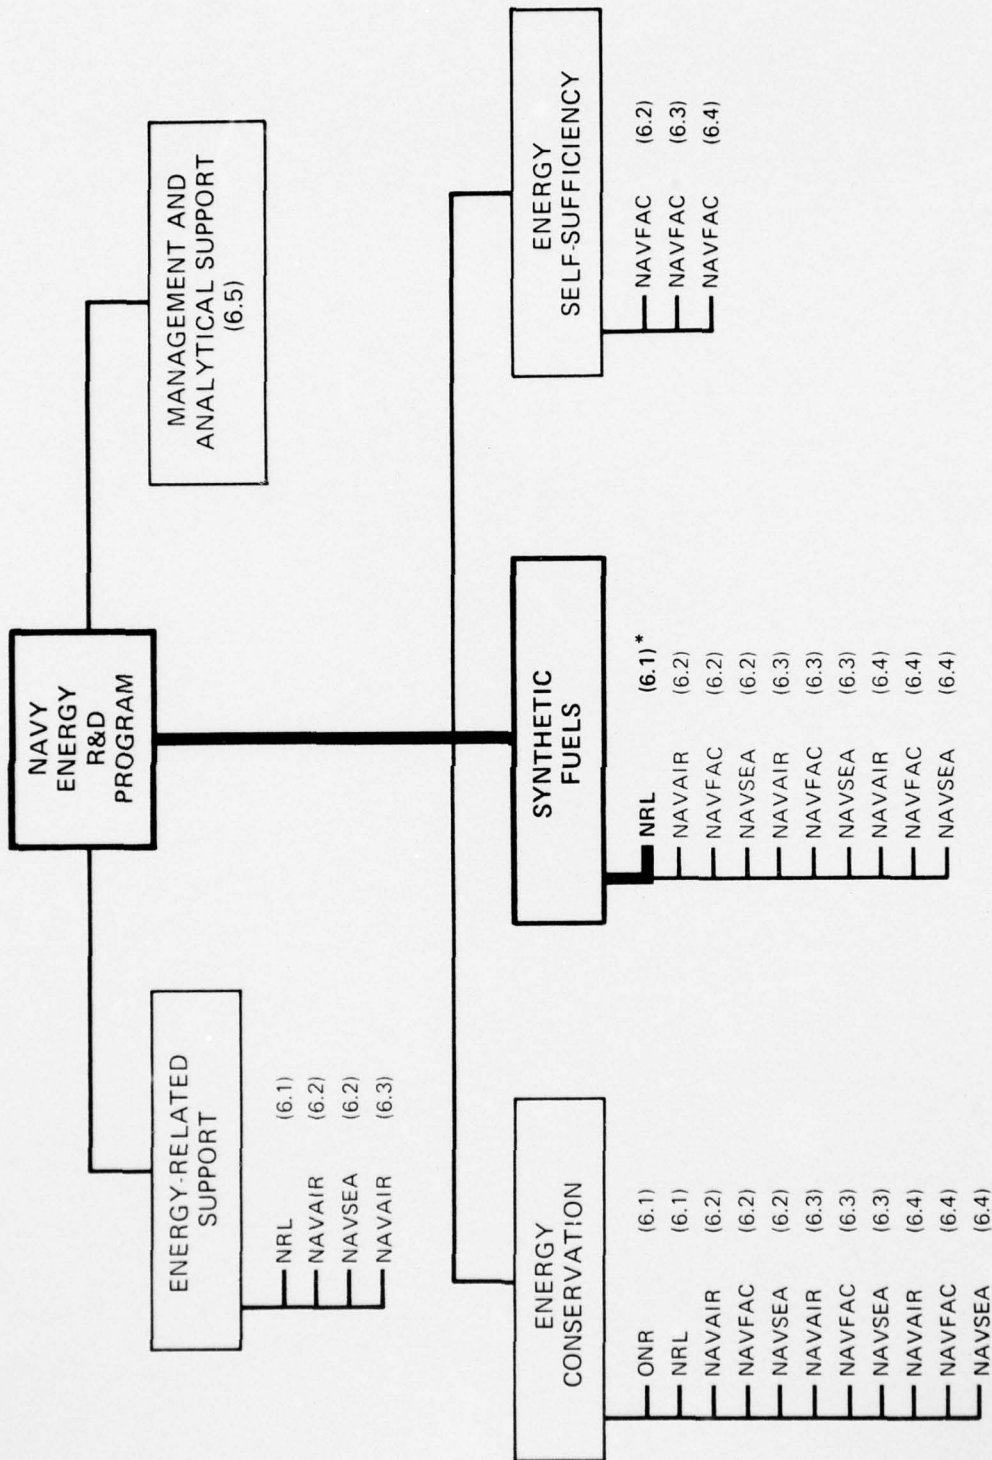 NAVY
ENERGY
R&D
PROGRAM
ENERGY-RELATED
SUPPORT
NRL (6.1)
NAVAIR (6.2)
NAVSEA (6.2)
NAVAIR (6.3)
MANAGEMENT AND
ANALYTICAL SUPPORT
(6.5)
ENERGY
CONSERVATION
ONR (6.1)
NRL (6.1)
NAVAIR (6.2)
NAVFAC (6.2)
NAVSEA (6.2)
NAVAIR (6.3)
NAVFAC (6.3)
NAVSEA (6.3)
NAVAIR (6.4)
NAVFAC (6.4)
NAVSEA (6.4)
SYNTHETIC
FUELS
NRL (6.1)*
NAVAIR (6.2)
NAVFAC (6.2)
NAVSEA (6.2)
NAVAIR (6.3)
NAVFAC (6.3)
NAVSEA (6.3)
NAVAIR (6.4)
NAVFAC (6.4)
NAVSEA (6.4)
ENERGY
SELF-SUFFICIENCY
NAVFAC (6.2)
NAVFAC (6.3)
NAVFAC (6.4)